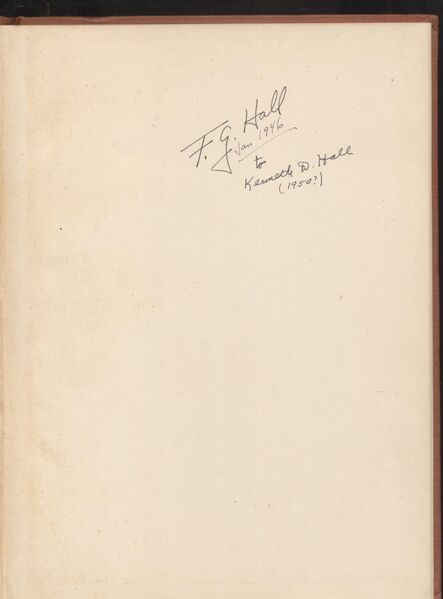 F. G. Hall
Jan 1946
to
Kenneth D. Hall
(1950?)